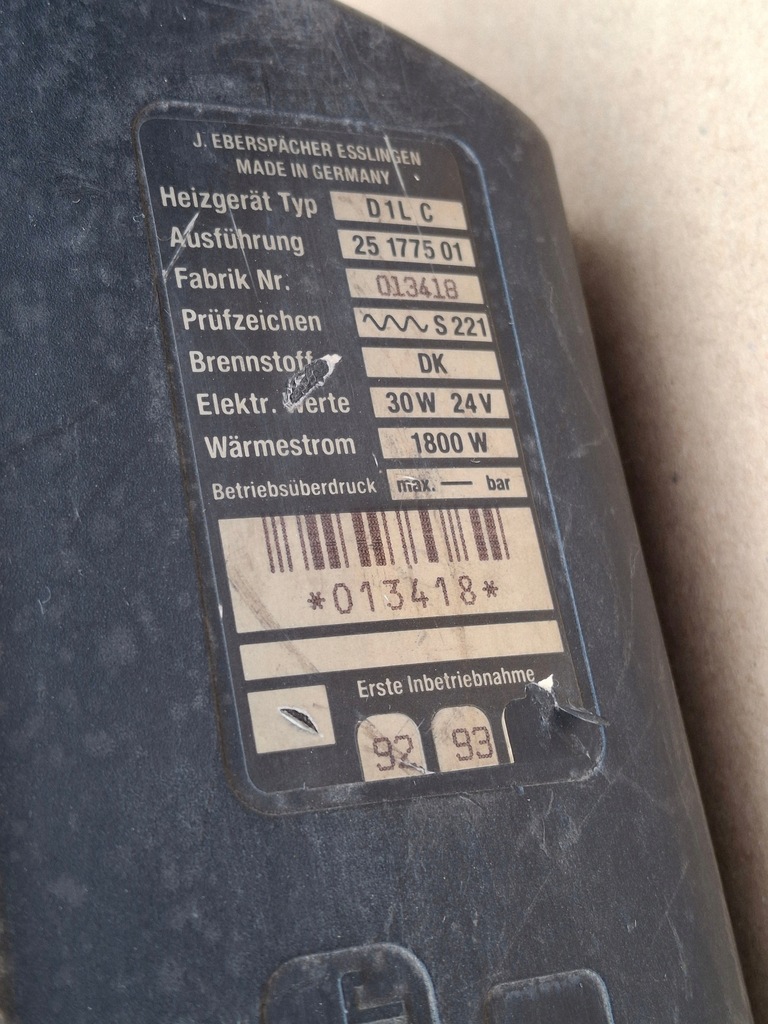 J. EBERSPÄCHER ESSLINGEN
MADE IN GERMANY
Heizgerät Typ D1L C
Ausführung 25 1775 01
Fabrik Nr. 013418
Prüfzeichen S 221
Brennstoff DK
Elektr. Werte 30W 24V
Wärmestrom 1800 W
Betriebsüberdruck max. — bar
*013418*
Erste Inbetriebnahme
92 93